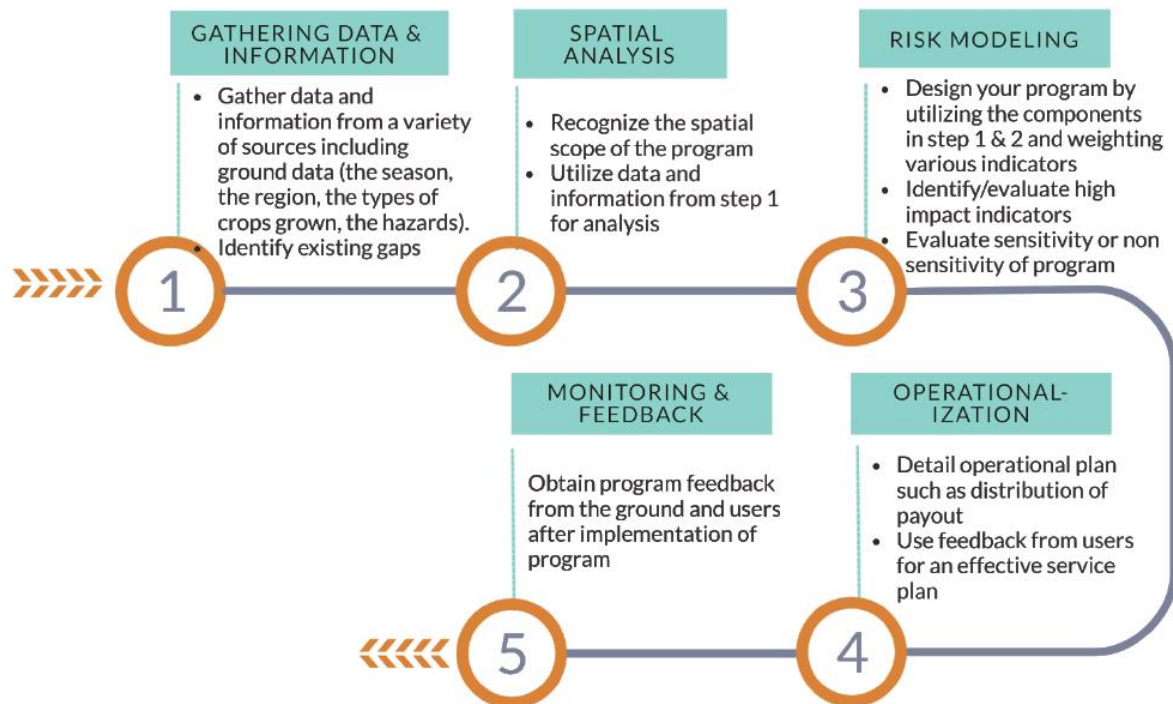 GATHERING DATA &
INFORMATION
• Gather data and
information from a variety
of sources including
ground data (the season,
the region, the types of
crops grown, the hazards).
• Identify existing gaps
1
SPATIAL
ANALYSIS
• Recognize the spatial
scope of the program
• Utilize data and
information from step 1
for analysis
2
RISK MODELING
• Design your program by
utilizing the components
in step 1 & 2 and weighting
various indicators
• Identify/evaluate high
impact indicators
• Evaluate sensitivity or non
sensitivity of program
3
OPERATIONAL-
IZATION
• Detail operational plan
such as distribution of
payout
• Use feedback from users
for an effective service
plan
4
MONITORING &
FEEDBACK
Obtain program feedback
from the ground and users
after implementation of
program
5